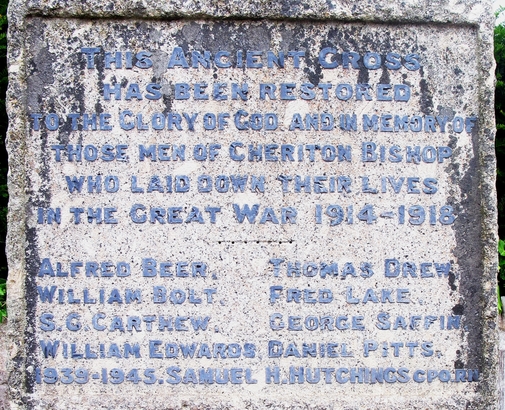 THIS ANCIENT CROSS
HAS BEEN RESTORED
TO THE GLORY OF GOD AND IN MEMORY OF
THOSE MEN OF CHERITON BISHOP
WHO LAID DOWN THEIR LIVES
IN THE GREAT WAR 1914-1918
ALFRED BEER. THOMAS DREW
WILLIAM BOLT. FRED LAKE
S.G. CARTHEW. GEORGE SAFFIN.
WILLIAM EDWARDS DANIEL PITTS.
1939-1945. SAMUEL H. HUTCHINGS CPO.RN